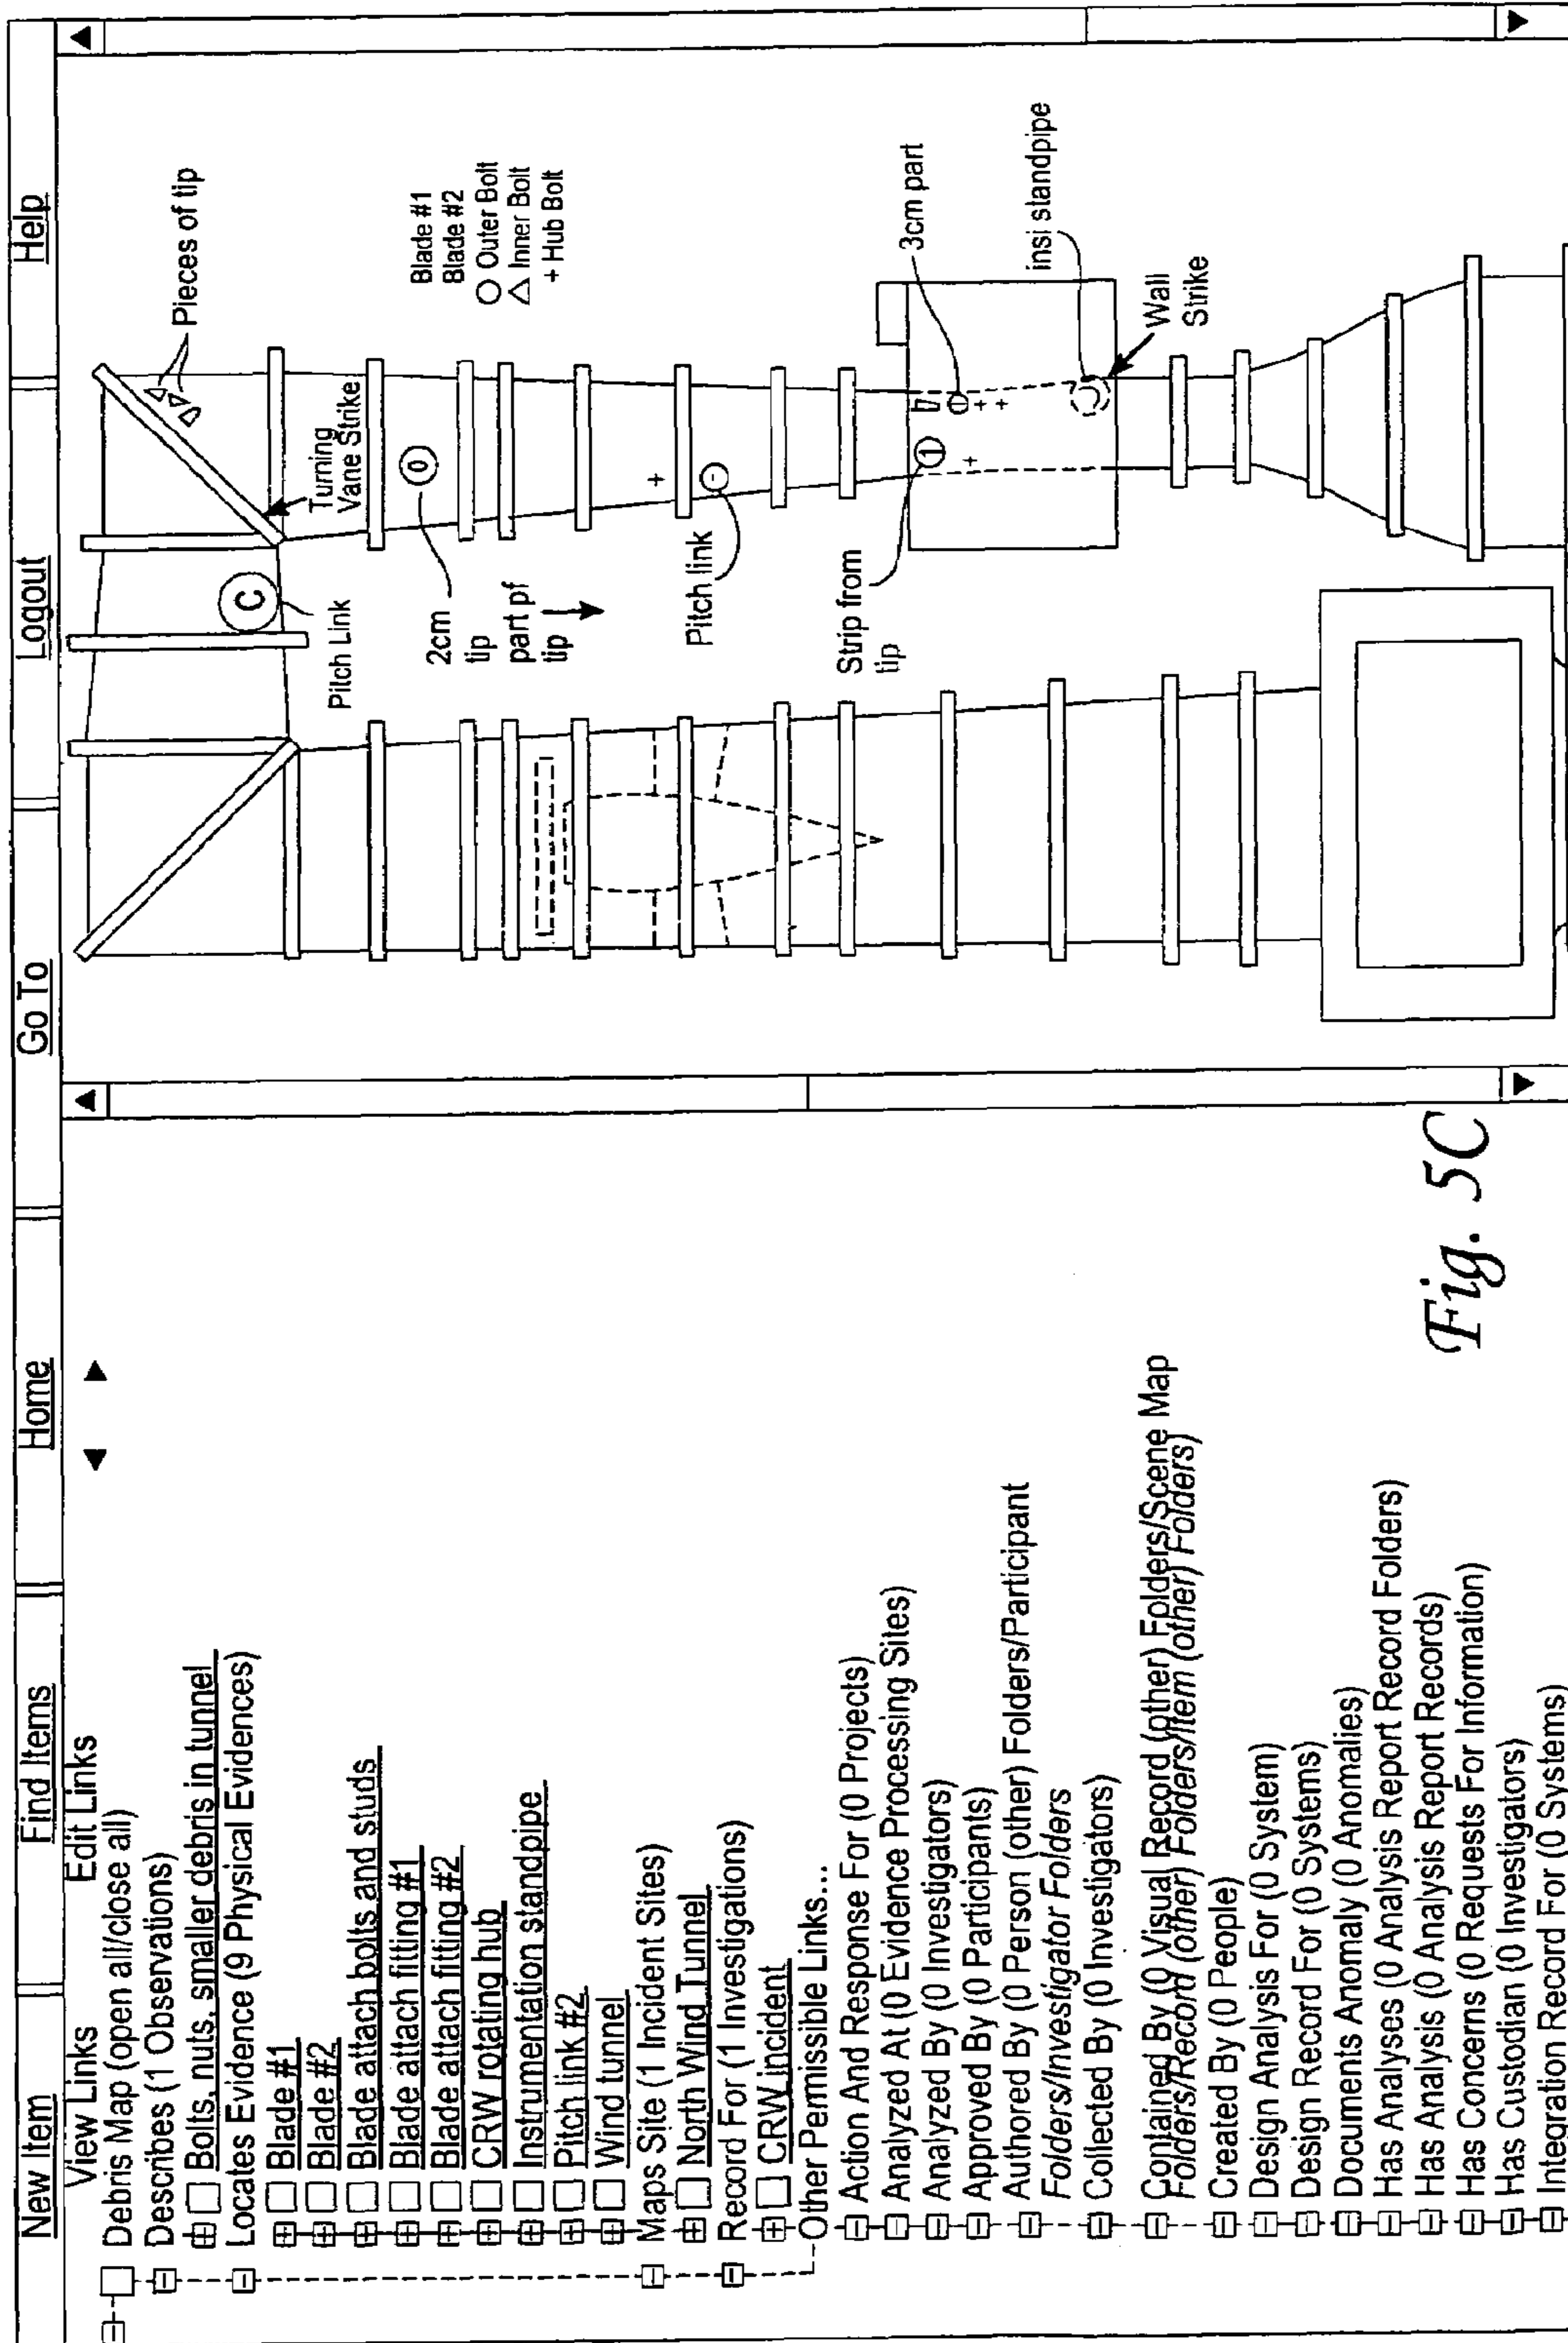 New Item
Find Items
Home
Go To
Logout
Help
View Links
Edit Links
Debris Map (open all/close all)
Describes (1 Observations)
Bolts, nuts, smaller debris in tunnel
Locates Evidence (9 Physical Evidences)
Blade #1
Blade #2
Blade attach bolts and studs
Blade attach fitting #1
Blade attach fitting #2
CRW rotating hub
Instrumentation standpipe
Pitch link #2
Wind tunnel
Maps Site (1 Incident Sites)
North Wind Tunnel
Record For (1 Investigations)
CRW incident
Other Permissible Links...
Action And Response For (0 Projects)
Analyzed At (0 Evidence Processing Sites)
Analyzed By (0 Investigators)
Approved By (0 Participants)
Authored By (0 Person (other) Folders/Participant
Folders/Investigator Folders
Collected By (0 Investigators)
Contained By (0 Visual Record (other) Folders/Scene Map
Folders/Record (other) Folders/Item (other) Folders)
Created By (0 People)
Design Analysis For (0 System)
Design Record For (0 Systems)
Documents Anomaly (0 Anomalies)
Has Analyses (0 Analysis Report Record Folders)
Has Analysis (0 Analysis Report Records)
Has Concerns (0 Requests For Information)
Has Custodian (0 Investigators)
Integration Record For (0 Systems)
Pieces of tip
Turning
Vane Strike
C
Pitch Link
Blade #1
Blade #2
Outer Bolt
Inner Bolt
+ Hub Bolt
0
2cm
tip
part pf
tip
Pitch link
Strip from
tip
1
3cm part
insi standpipe
Wall
Strike
Fig. 5C